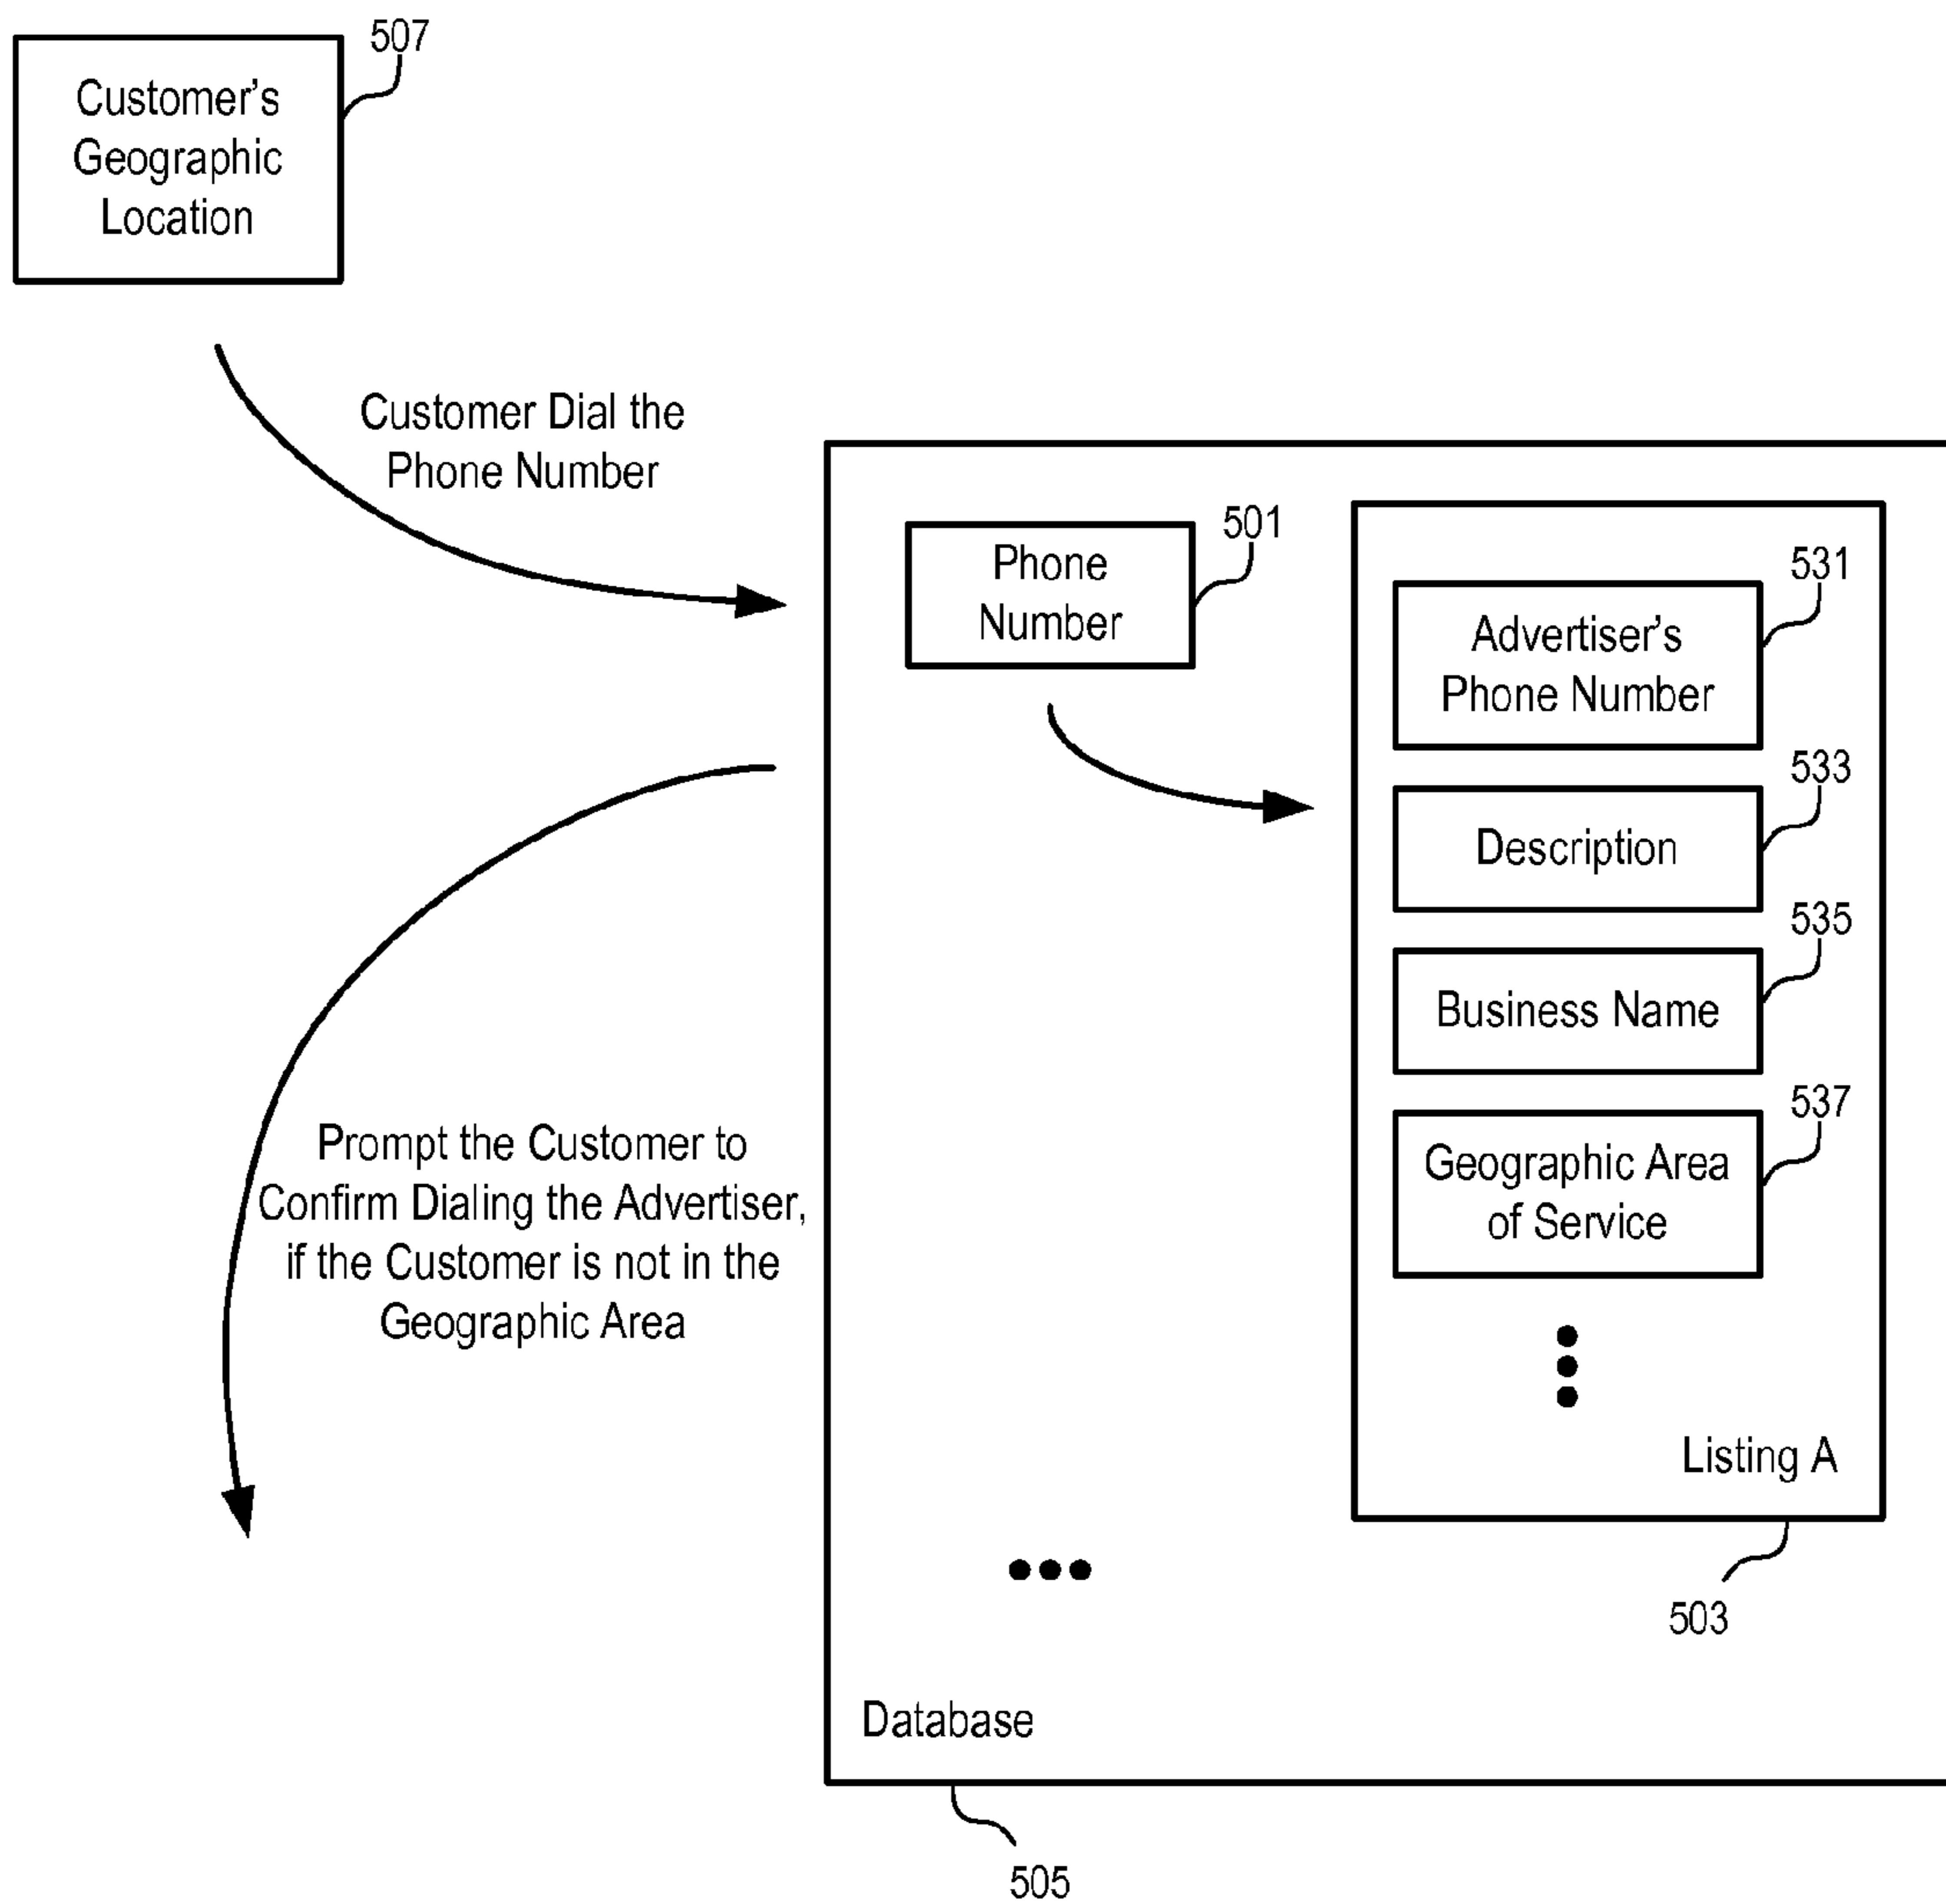 507
Customer's
Geographic
Location
Customer Dial the
Phone Number
501
Phone
Number
531
Advertiser's
Phone Number
533
Description
535
Business Name
537
Geographic Area
of Service
Prompt the Customer to
Confirm Dialing the Advertiser,
if the Customer is not in the
Geographic Area
Listing A
503
Database
505